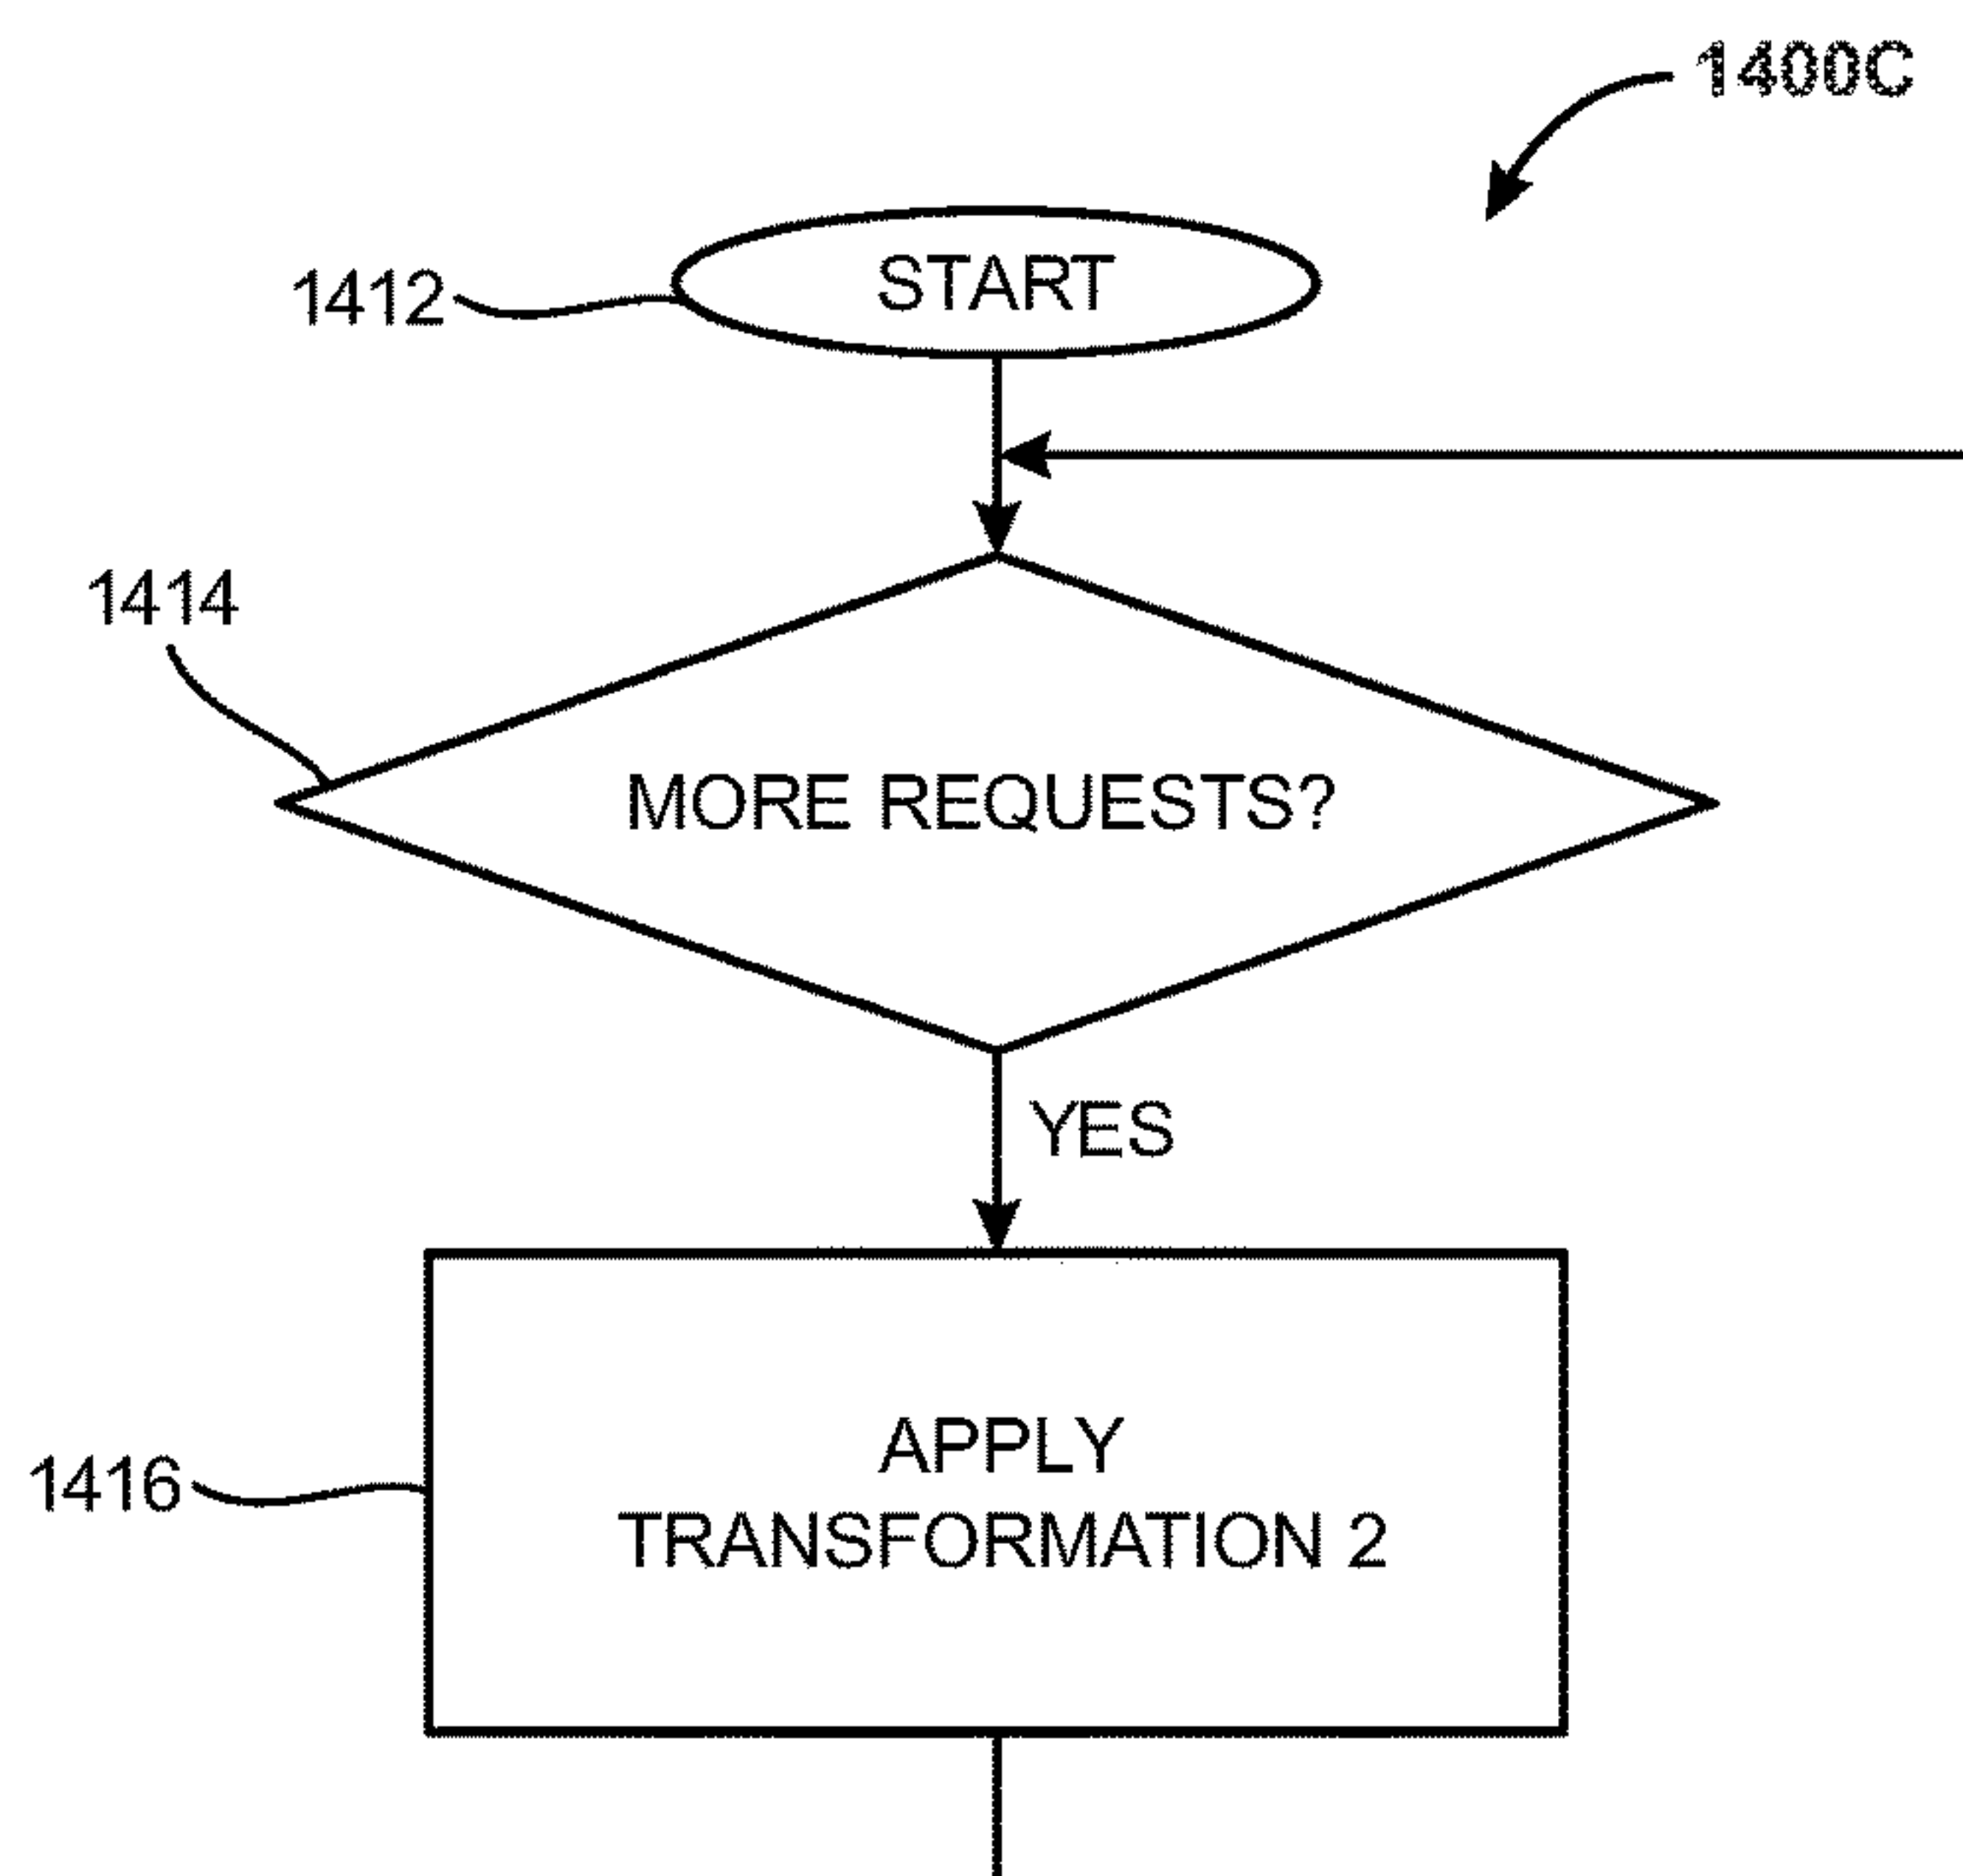 1400C
START
1412
1414
MORE REQUESTS?
YES
APPLY
TRANSFORMATION 2
1416